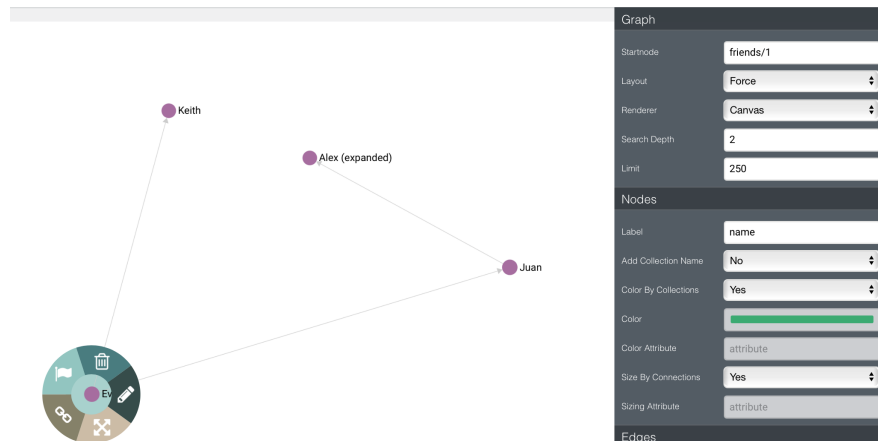 Keith
Alex (expanded)
Juan
Ev
Graph
Startnode friends/1
Layout Force
Renderer Canvas
Search Depth 2
Limit 250
Nodes
Label name
Add Collection Name No
Color By Collections Yes
Color
Color Attribute attribute
Size By Connections Yes
Sizing Attribute attribute
Edges